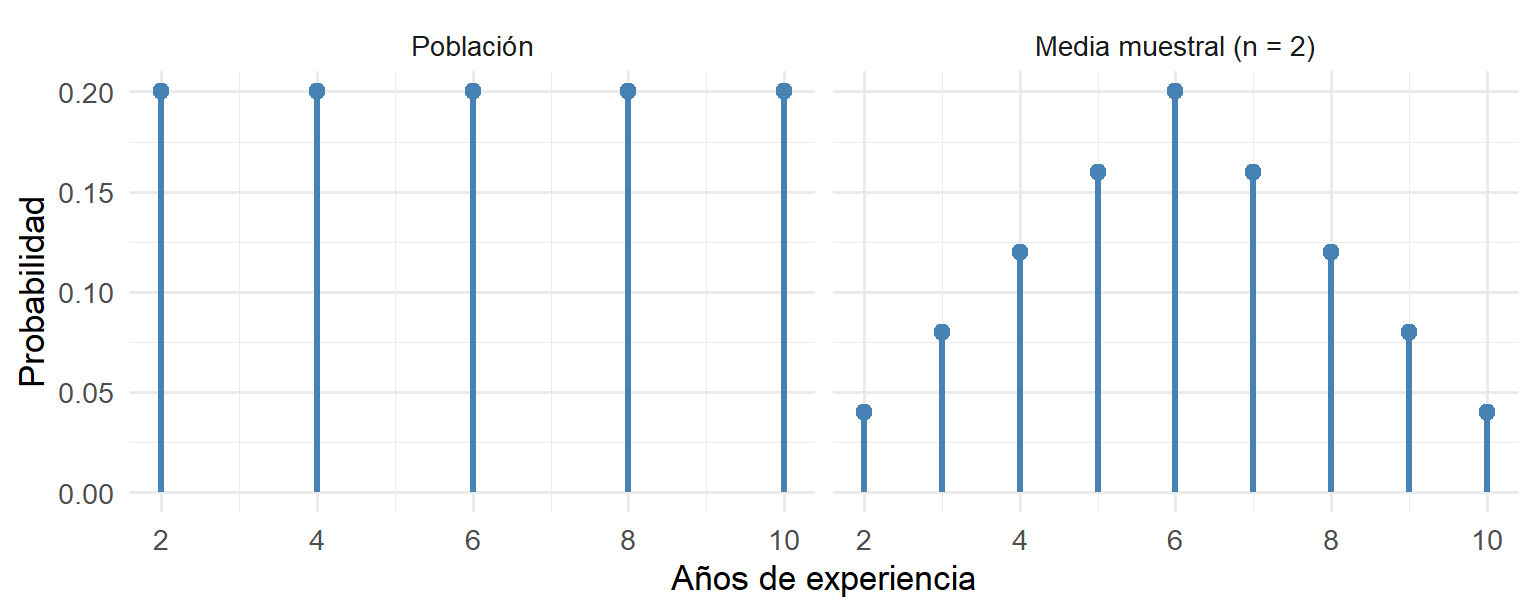 Población
Media muestral (n = 2)
Probabilidad
0.20
0.15
0.10
0.05
0.00
2 4 6 8 10
2 4 6 8 10
Años de experiencia